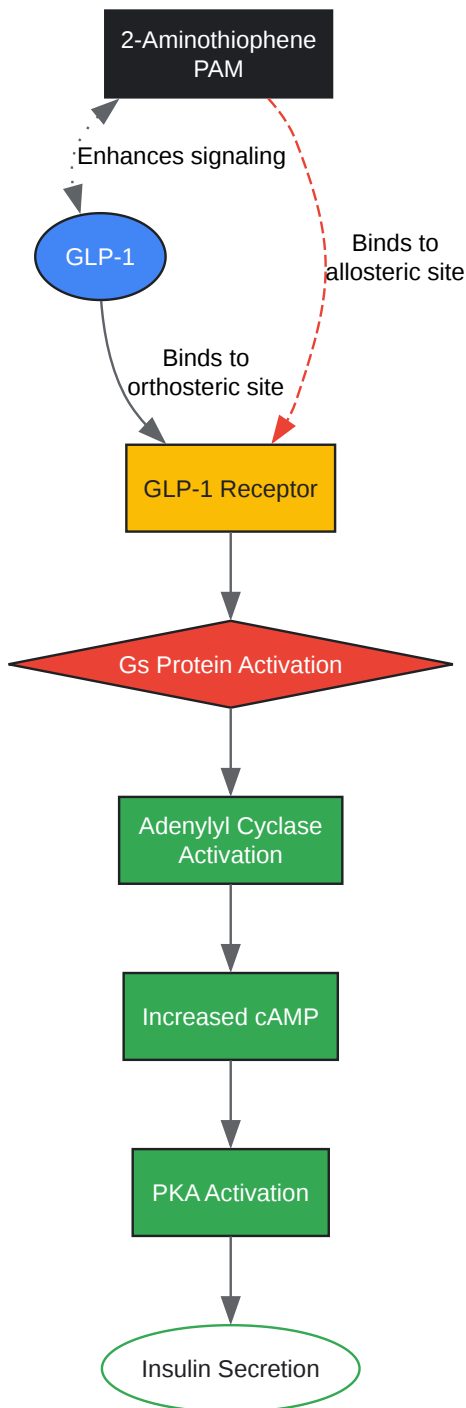 2-Aminothiophene
PAM
Enhances signaling
GLP-1
Binds to
allosteric site
Binds to
orthosteric site
GLP-1 Receptor
Gs Protein Activation
Adenylyl Cyclase
Activation
Increased cAMP
PKA Activation
Insulin Secretion